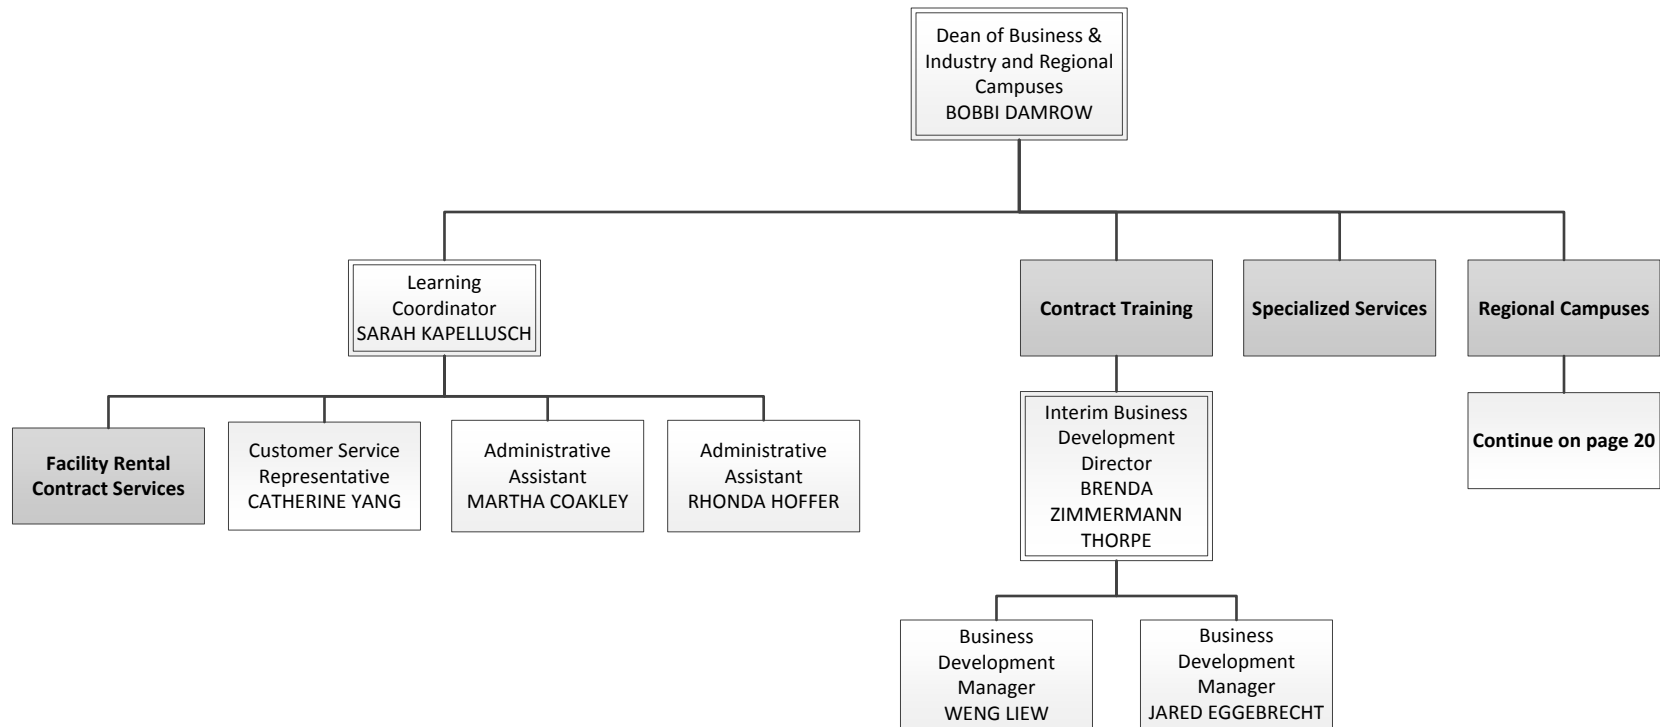 Dean of Business &
Industry and Regional
Campuses
BOBBI DAMROW
Learning
Coordinator
SARAH KAPELLUSCH
Contract Training
Specialized Services
Regional Campuses
Facility Rental
Contract Services
Customer Service
Representative
CATHERINE YANG
Administrative
Assistant
MARTHA COAKLEY
Administrative
Assistant
RHONDA HOFFER
Interim Business
Development
Director
BRENDA
ZIMMERMANN
THORPE
Continue on page 20
Business
Development
Manager
WENG LIEW
Business
Development
Manager
JARED EGGEBRECHT